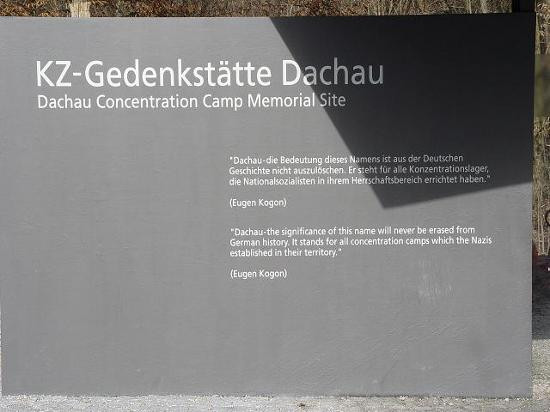 KZ-Gedenkstätte Dachau
Dachau Concentration Camp Memorial Site
"Dachau-die Bedeutung dieses Namens ist aus der Deutschen
Geschichte nicht auszulöschen. Er steht für alle Konzentrationslager,
die Nationalsozialisten in ihrem Herrschaftsbereich errichtet haben."
(Eugen Kogon)
"Dachau-the significance of this name will never be erased from
German history. It stands for all concentration camps which the Nazis
established in their territory."
(Eugen Kogon)